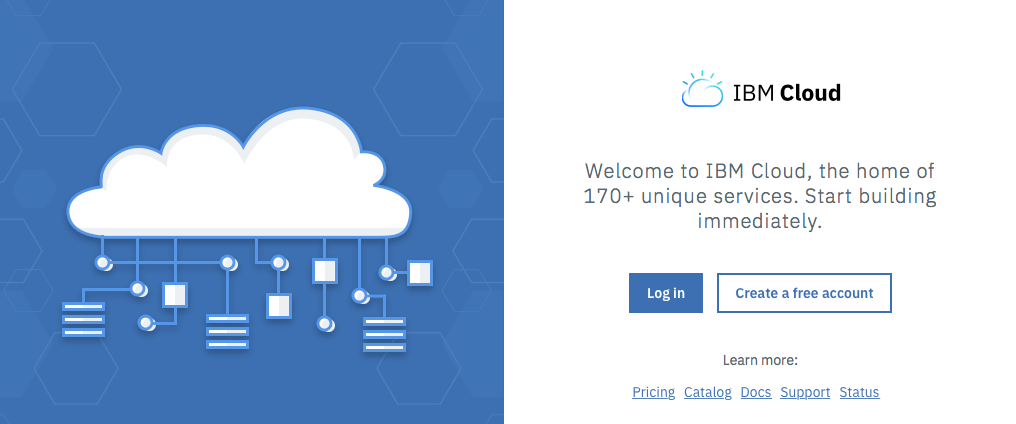 IBM Cloud
Welcome to IBM Cloud, the home of
170+ unique services. Start building
immediately.
Log in
Create a free account
Learn more:
Pricing Catalog Docs Support Status